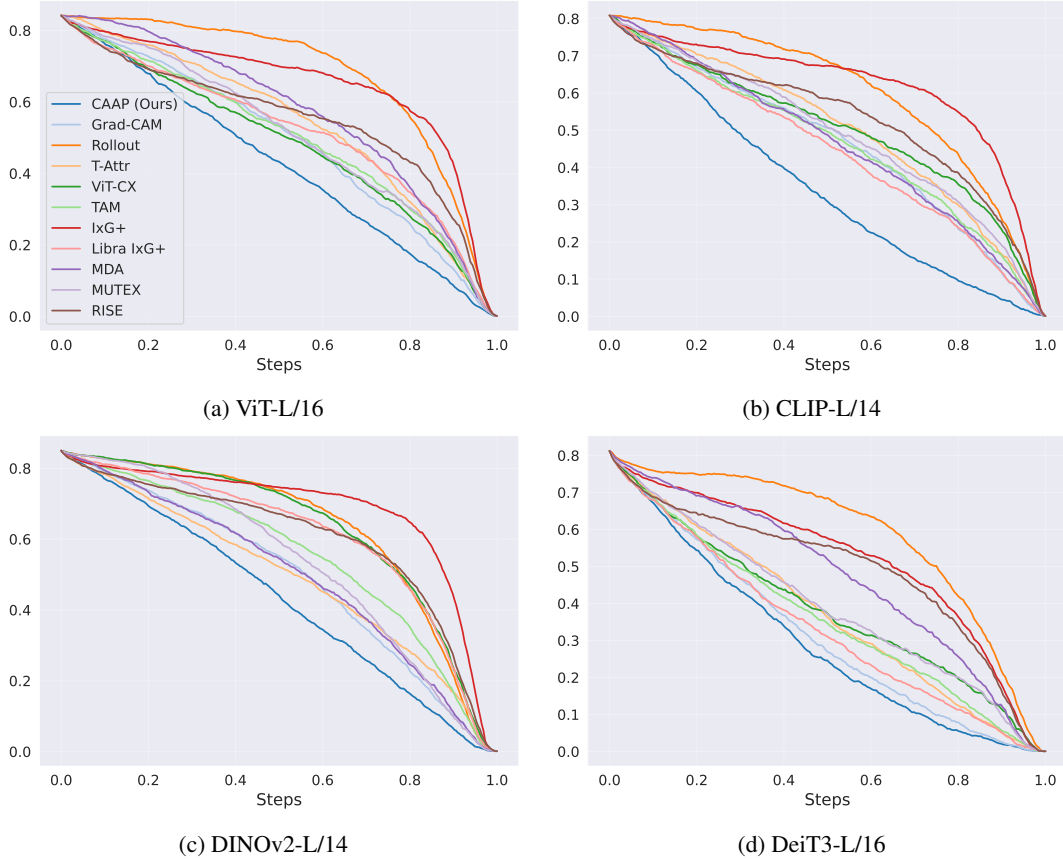 0.8
0.6
0.4
0.2
0.0
CAAP (Ours)
Grad-CAM
Rollout
T-Attr
ViT-CX
TAM
IxG+
Libra IxG+
MDA
MUTEX
RISE
0.0 0.2 0.4 0.6 0.8 1.0
Steps
(a) ViT-L/16
0.8
0.7
0.6
0.5
0.4
0.3
0.2
0.1
0.0
0.0 0.2 0.4 0.6 0.8 1.0
Steps
(b) CLIP-L/14
0.8
0.6
0.4
0.2
0.0
0.0 0.2 0.4 0.6 0.8 1.0
Steps
(c) DINOv2-L/14
0.8
0.7
0.6
0.5
0.4
0.3
0.2
0.1
0.0
0.0 0.2 0.4 0.6 0.8 1.0
Steps
(d) DeiT3-L/16